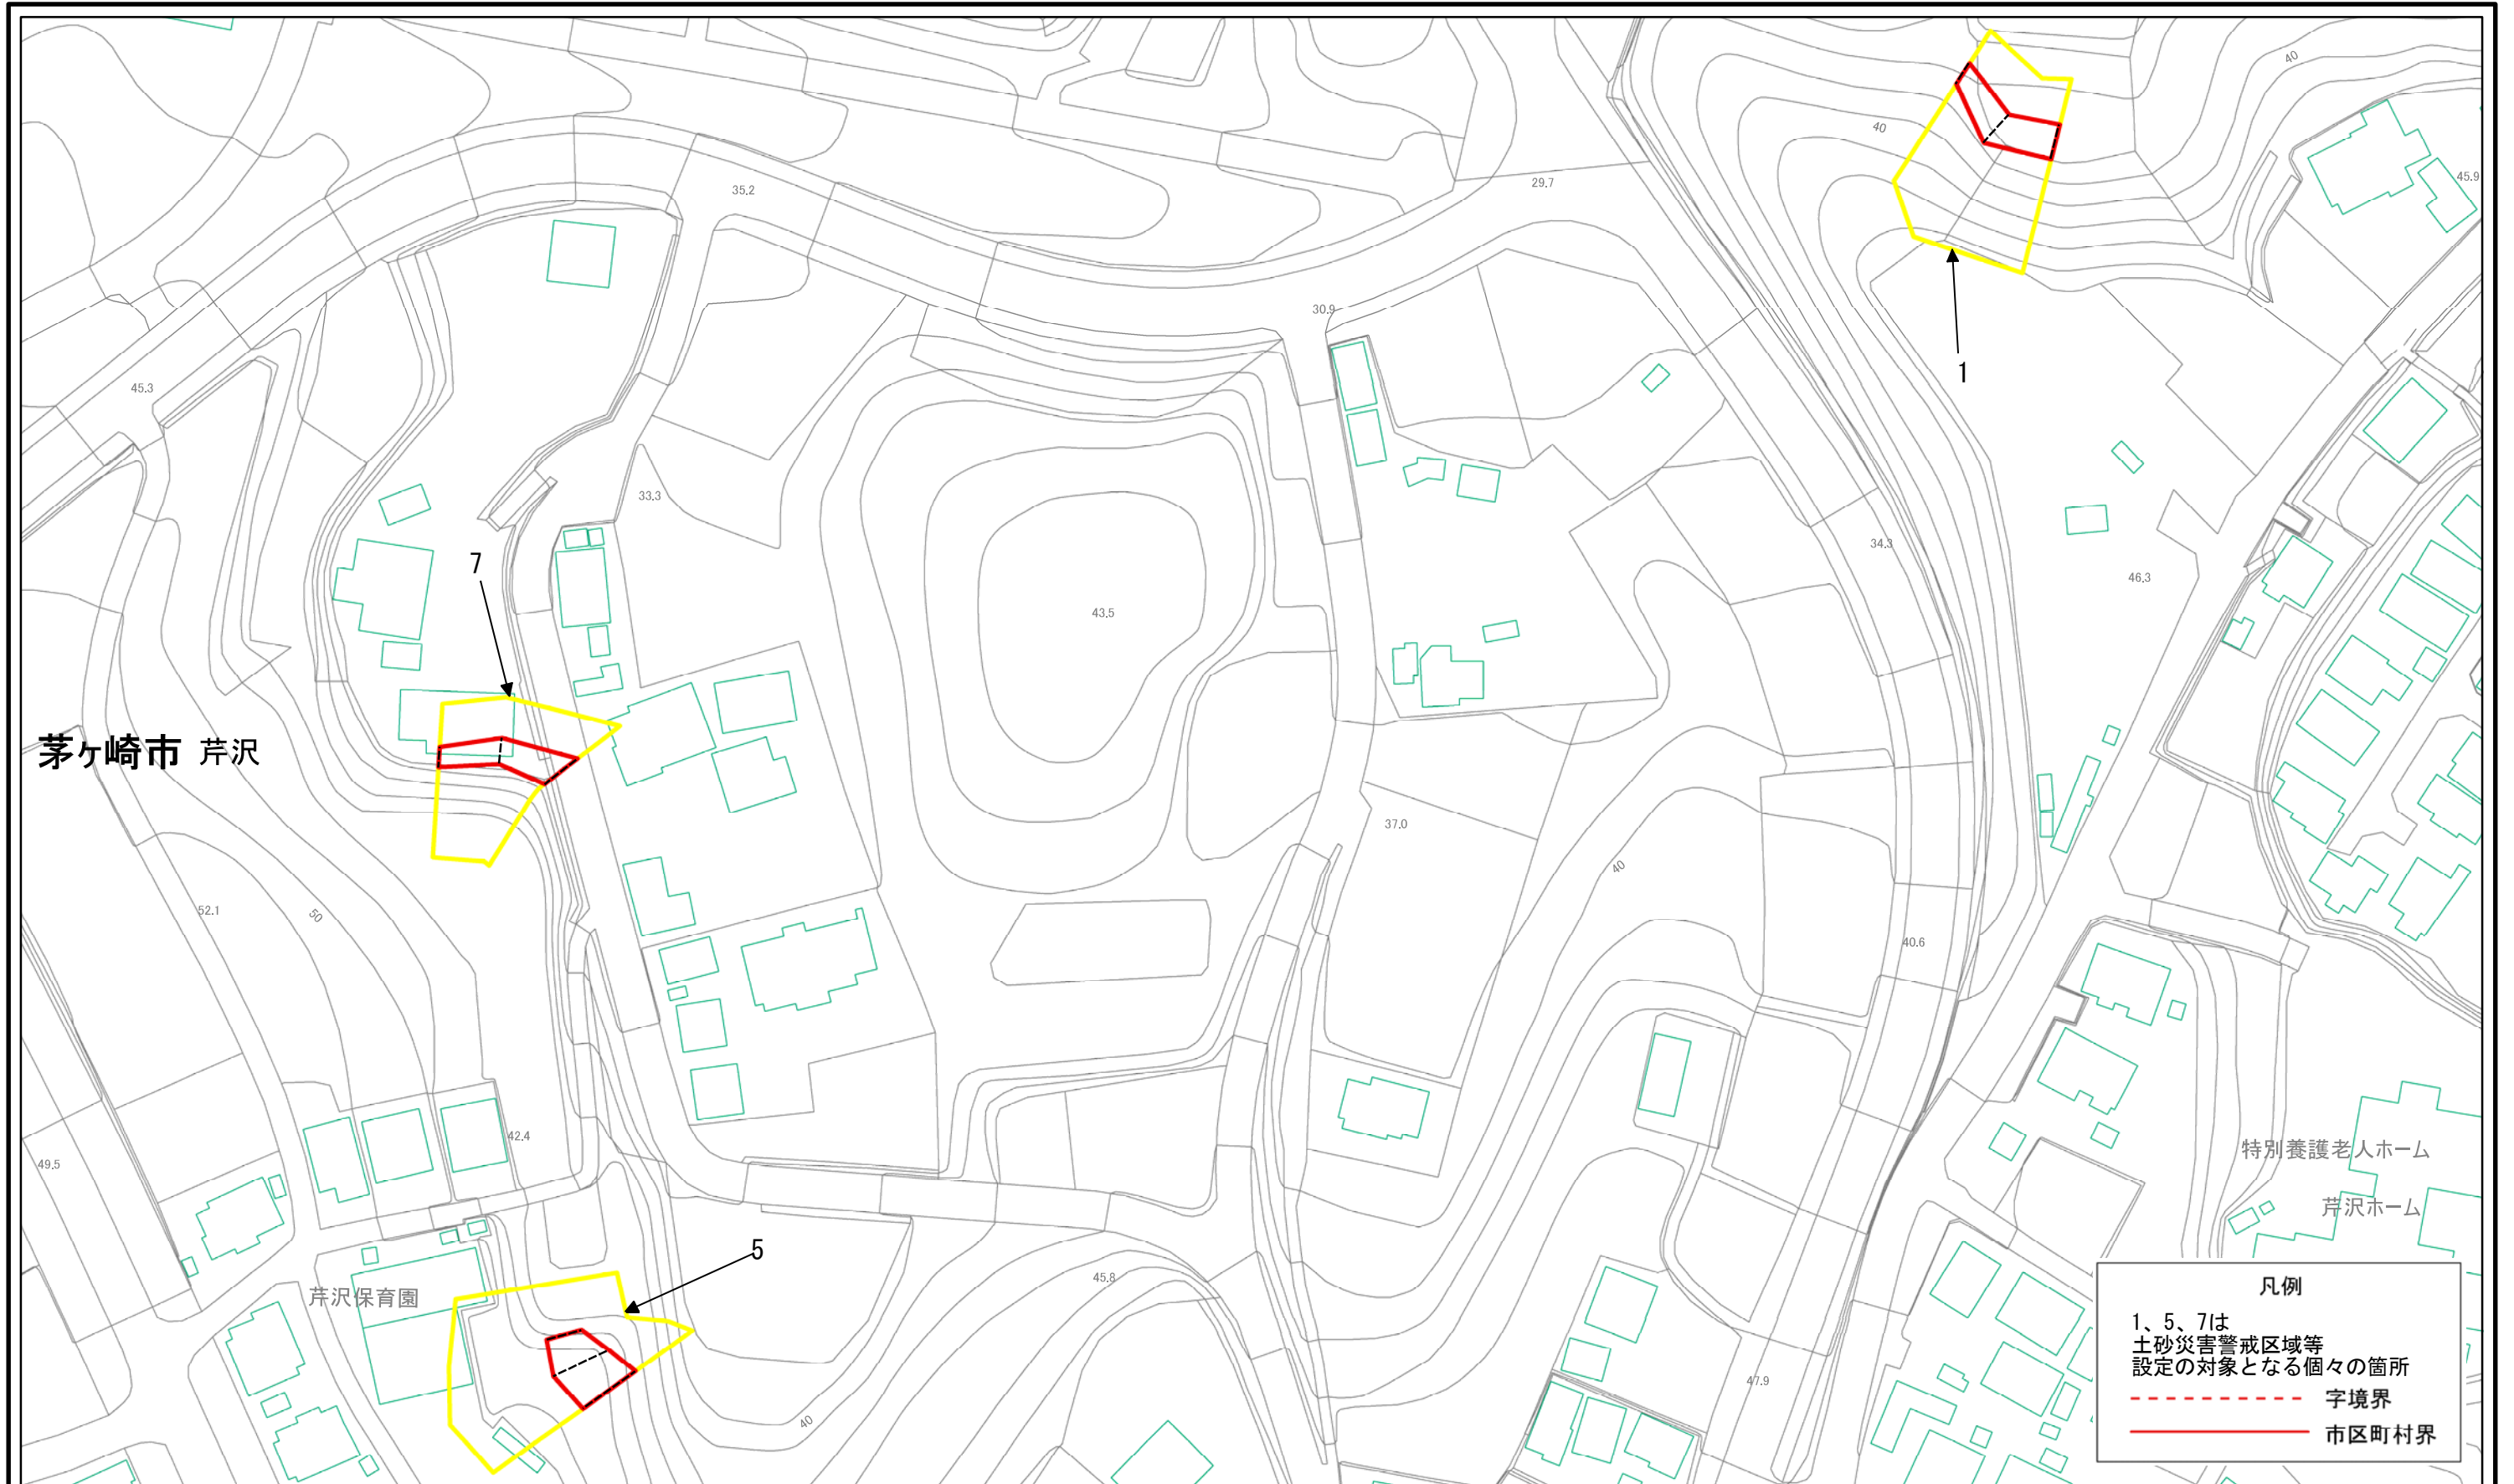 40
40
45.9
35.2
29.7
30.9
1
45.3
33.3
34.3
46.3
7
43.5
茅ヶ崎市 芹沢
37.0
40
52.1
50
40.6
42.4
49.5
特別養護老人ホーム
芹沢ホーム
5
45.8
芹沢保育園
47.9
40
凡例
1、5、7は
土砂災害警戒区域等
設定の対象となる個々の箇所
字境界
市区町村界